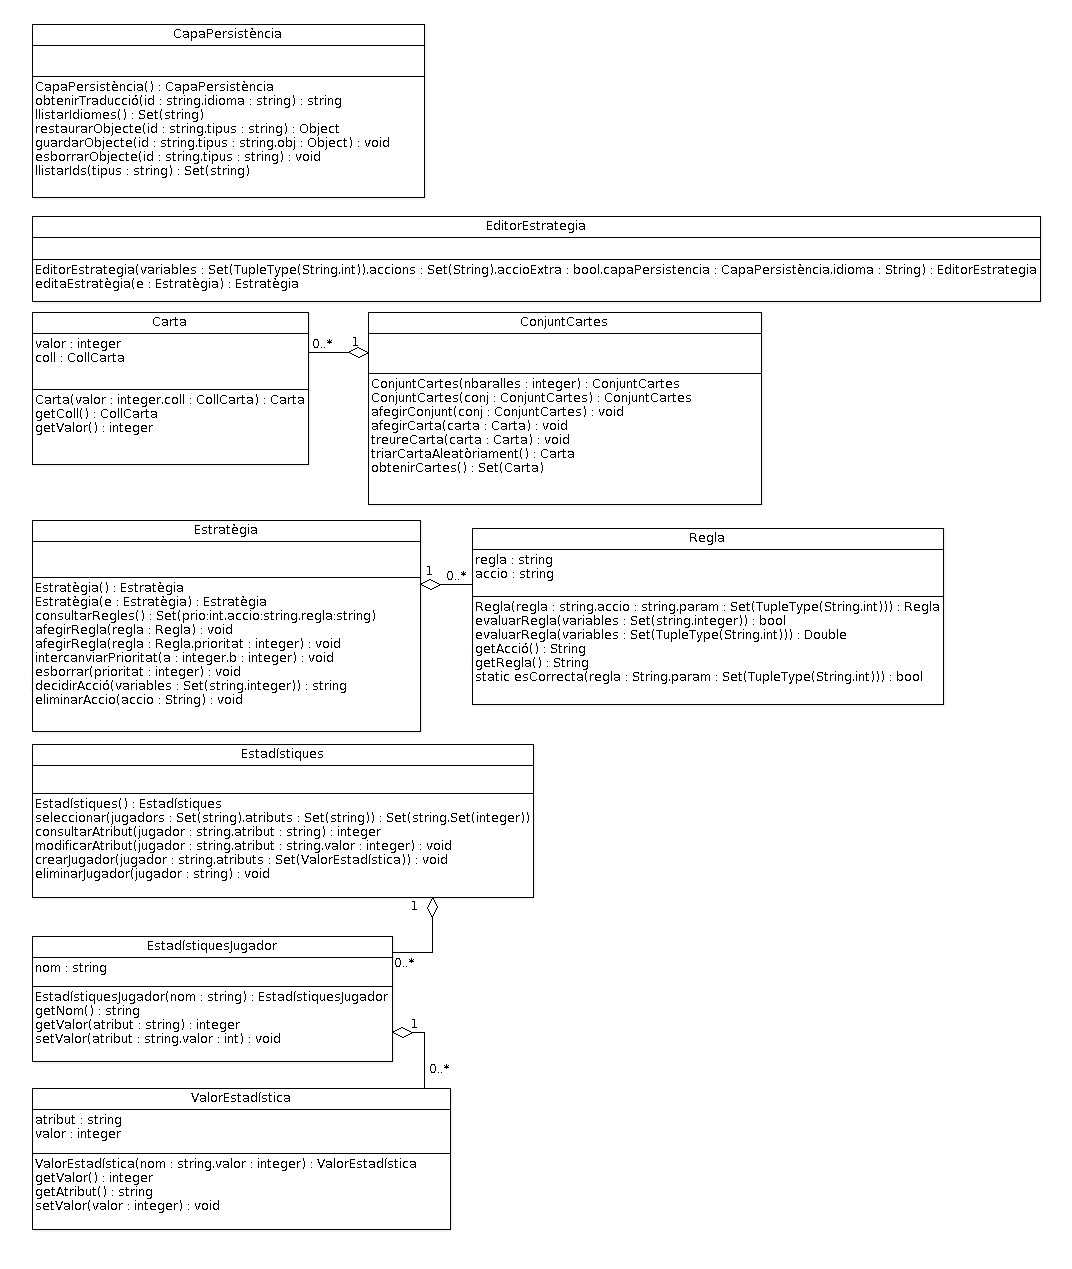 CapaPersistència
CapaPersistència() : CapaPersistència
obtenirTraducció(id : string.idioma : string) : string
llistarIdiomes() : Set(string)
restaurarObjecte(id : string.tipus : string) : Object
guardarObjecte(id : string.tipus : string.obj : Object) : void
esborrarObjecte(id : string.tipus : string) : void
llistarIds(tipus : string) : Set(string)
EditorEstrategia
EditorEstrategia(variables : Set(TupleType(String.int)).accions : Set(String).accioExtra : bool.capaPersistencia : CapaPersistència.idioma : String) : EditorEstrategia
editaEstratègia(e : Estratègia) : Estratègia
Carta
valor : integer
coll : CollCarta
Carta(valor : integer.coll : CollCarta) : Carta
getColl() : CollCarta
getValor() : integer
0..*
1
ConjuntCartes
ConjuntCartes(nbaralles : integer) : ConjuntCartes
ConjuntCartes(conj : ConjuntCartes) : ConjuntCartes
afegirConjunt(conj : ConjuntCartes) : void
afegirCarta(carta : Carta) : void
treureCarta(carta : Carta) : void
triarCartaAleatòriament() : Carta
obtenirCartes() : Set(Carta)
Estratègia
Estratègia() : Estratègia
Estratègia(e : Estratègia) : Estratègia
consultarRegles() : Set(prio:int.accio:string.regla:string)
afegirRegla(regla : Regla) : void
afegirRegla(regla : Regla.prioritat : integer) : void
intercanviarPrioritat(a : integer.b : integer) : void
esborrar(prioritat : integer) : void
decidirAcció(variables : Set(string.integer)) : string
eliminarAccio(accio : String) : void
1
0..*
Regla
regla : string
accio : string
Regla(regla : string.accio : string.param : Set(TupleType(String.int))) : Regla
evaluarRegla(variables : Set(string.integer)) : bool
evaluarRegla(variables : Set(TupleType(String.int))) : Double
getAcció() : String
getRegla() : String
static esCorrecta(regla : String.param : Set(TupleType(String.int))) : bool
Estadístiques
Estadístiques() : Estadístiques
seleccionar(jugadors : Set(string).atributs : Set(string)) : Set(string.Set(integer))
consultarAtribut(jugador : string.atribut : string) : integer
modificarAtribut(jugador : string.atribut : string.valor : integer) : void
crearJugador(jugador : string.atributs : Set(ValorEstadística)) : void
eliminarJugador(jugador : string) : void
1
0..*
EstadístiquesJugador
nom : string
EstadístiquesJugador(nom : string) : EstadístiquesJugador
getNom() : string
getValor(atribut : string) : integer
setValor(atribut : string.valor : int) : void
1
0..*
ValorEstadística
atribut : string
valor : integer
ValorEstadística(nom : string.valor : integer) : ValorEstadística
getValor() : integer
getAtribut() : string
setValor(valor : integer) : void